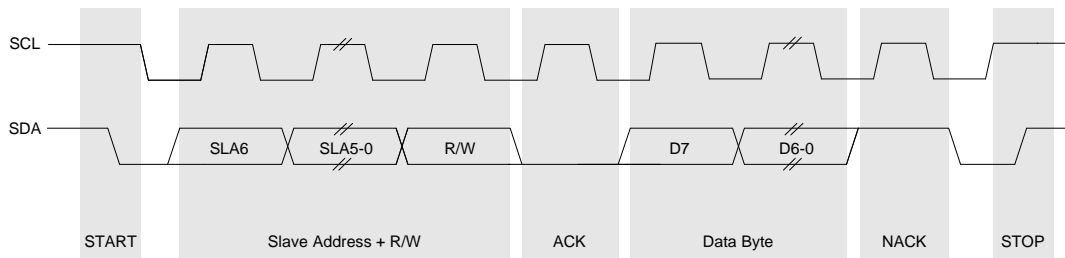 SCL
SDA
SLA6 SLA5-0 R/W D7 D6-0
START Slave Address + R/W ACK Data Byte NACK STOP